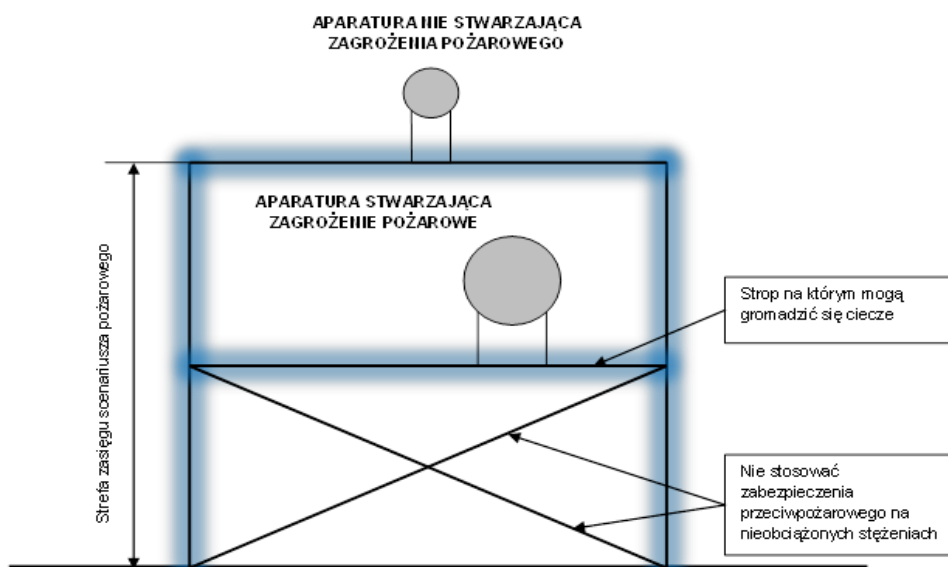 APARATURA NIE STWARZAJĄCA
ZAGROŻENIA POŻAROWEGO
APARATURA STWARZAJĄCA
ZAGROŻENIE POŻAROWE
Strefa zasięgu scenariusza pożarowego
Strop na którym mogą
gromadzić się ciecze
Nie stosować
zabezpieczenia
przeciwpożarowego na
nieobciążonych stężeniach